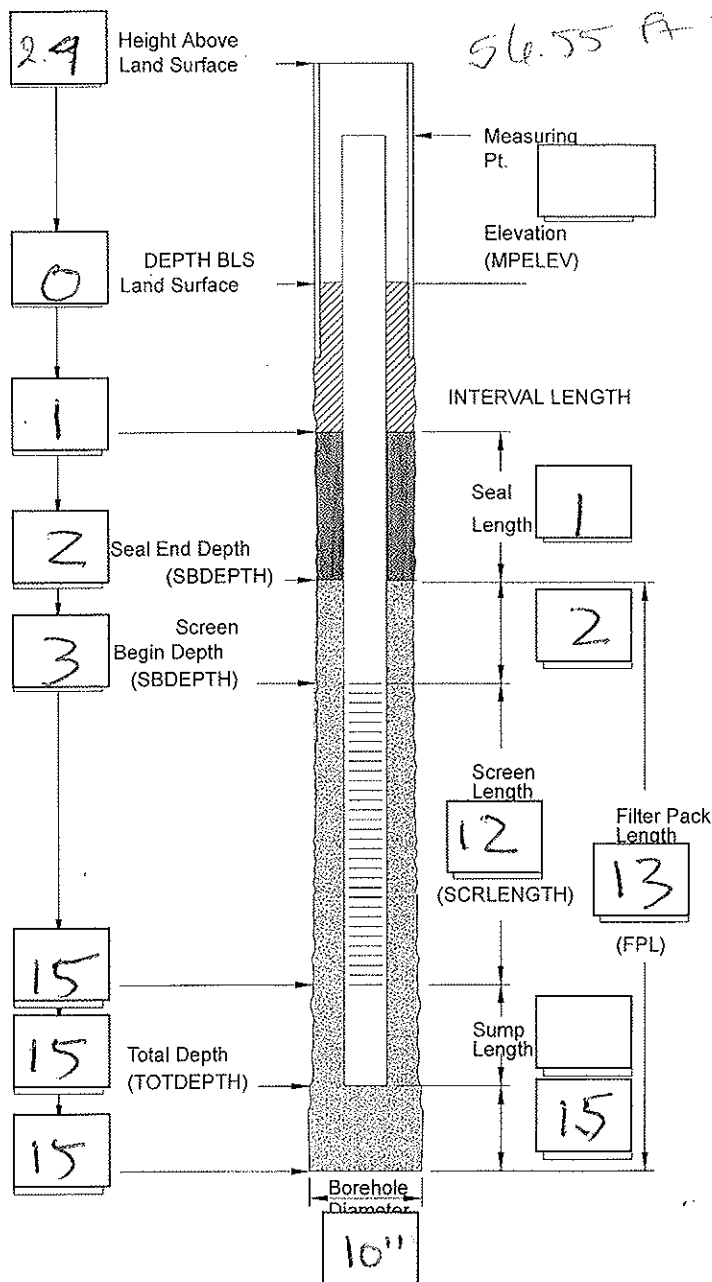 56.55 ft
2.9 Height Above
Land Surface
Measuring
Pt.
Elevation
(MPELEV)
DEPTH BLS
0 Land Surface
1
INTERVAL LENGTH
Seal
Length
1
2 Seal End Depth
(SBDEPTH)
2
3 Screen
Begin Depth
(SBDEPTH)
Screen
Length
12
(SCRLENGTH)
Filter Pack
Length
13
(FPL)
15
Sump
Length
15 Total Depth
(TOTDEPTH)
15
15
Borehole
Diameter
10"